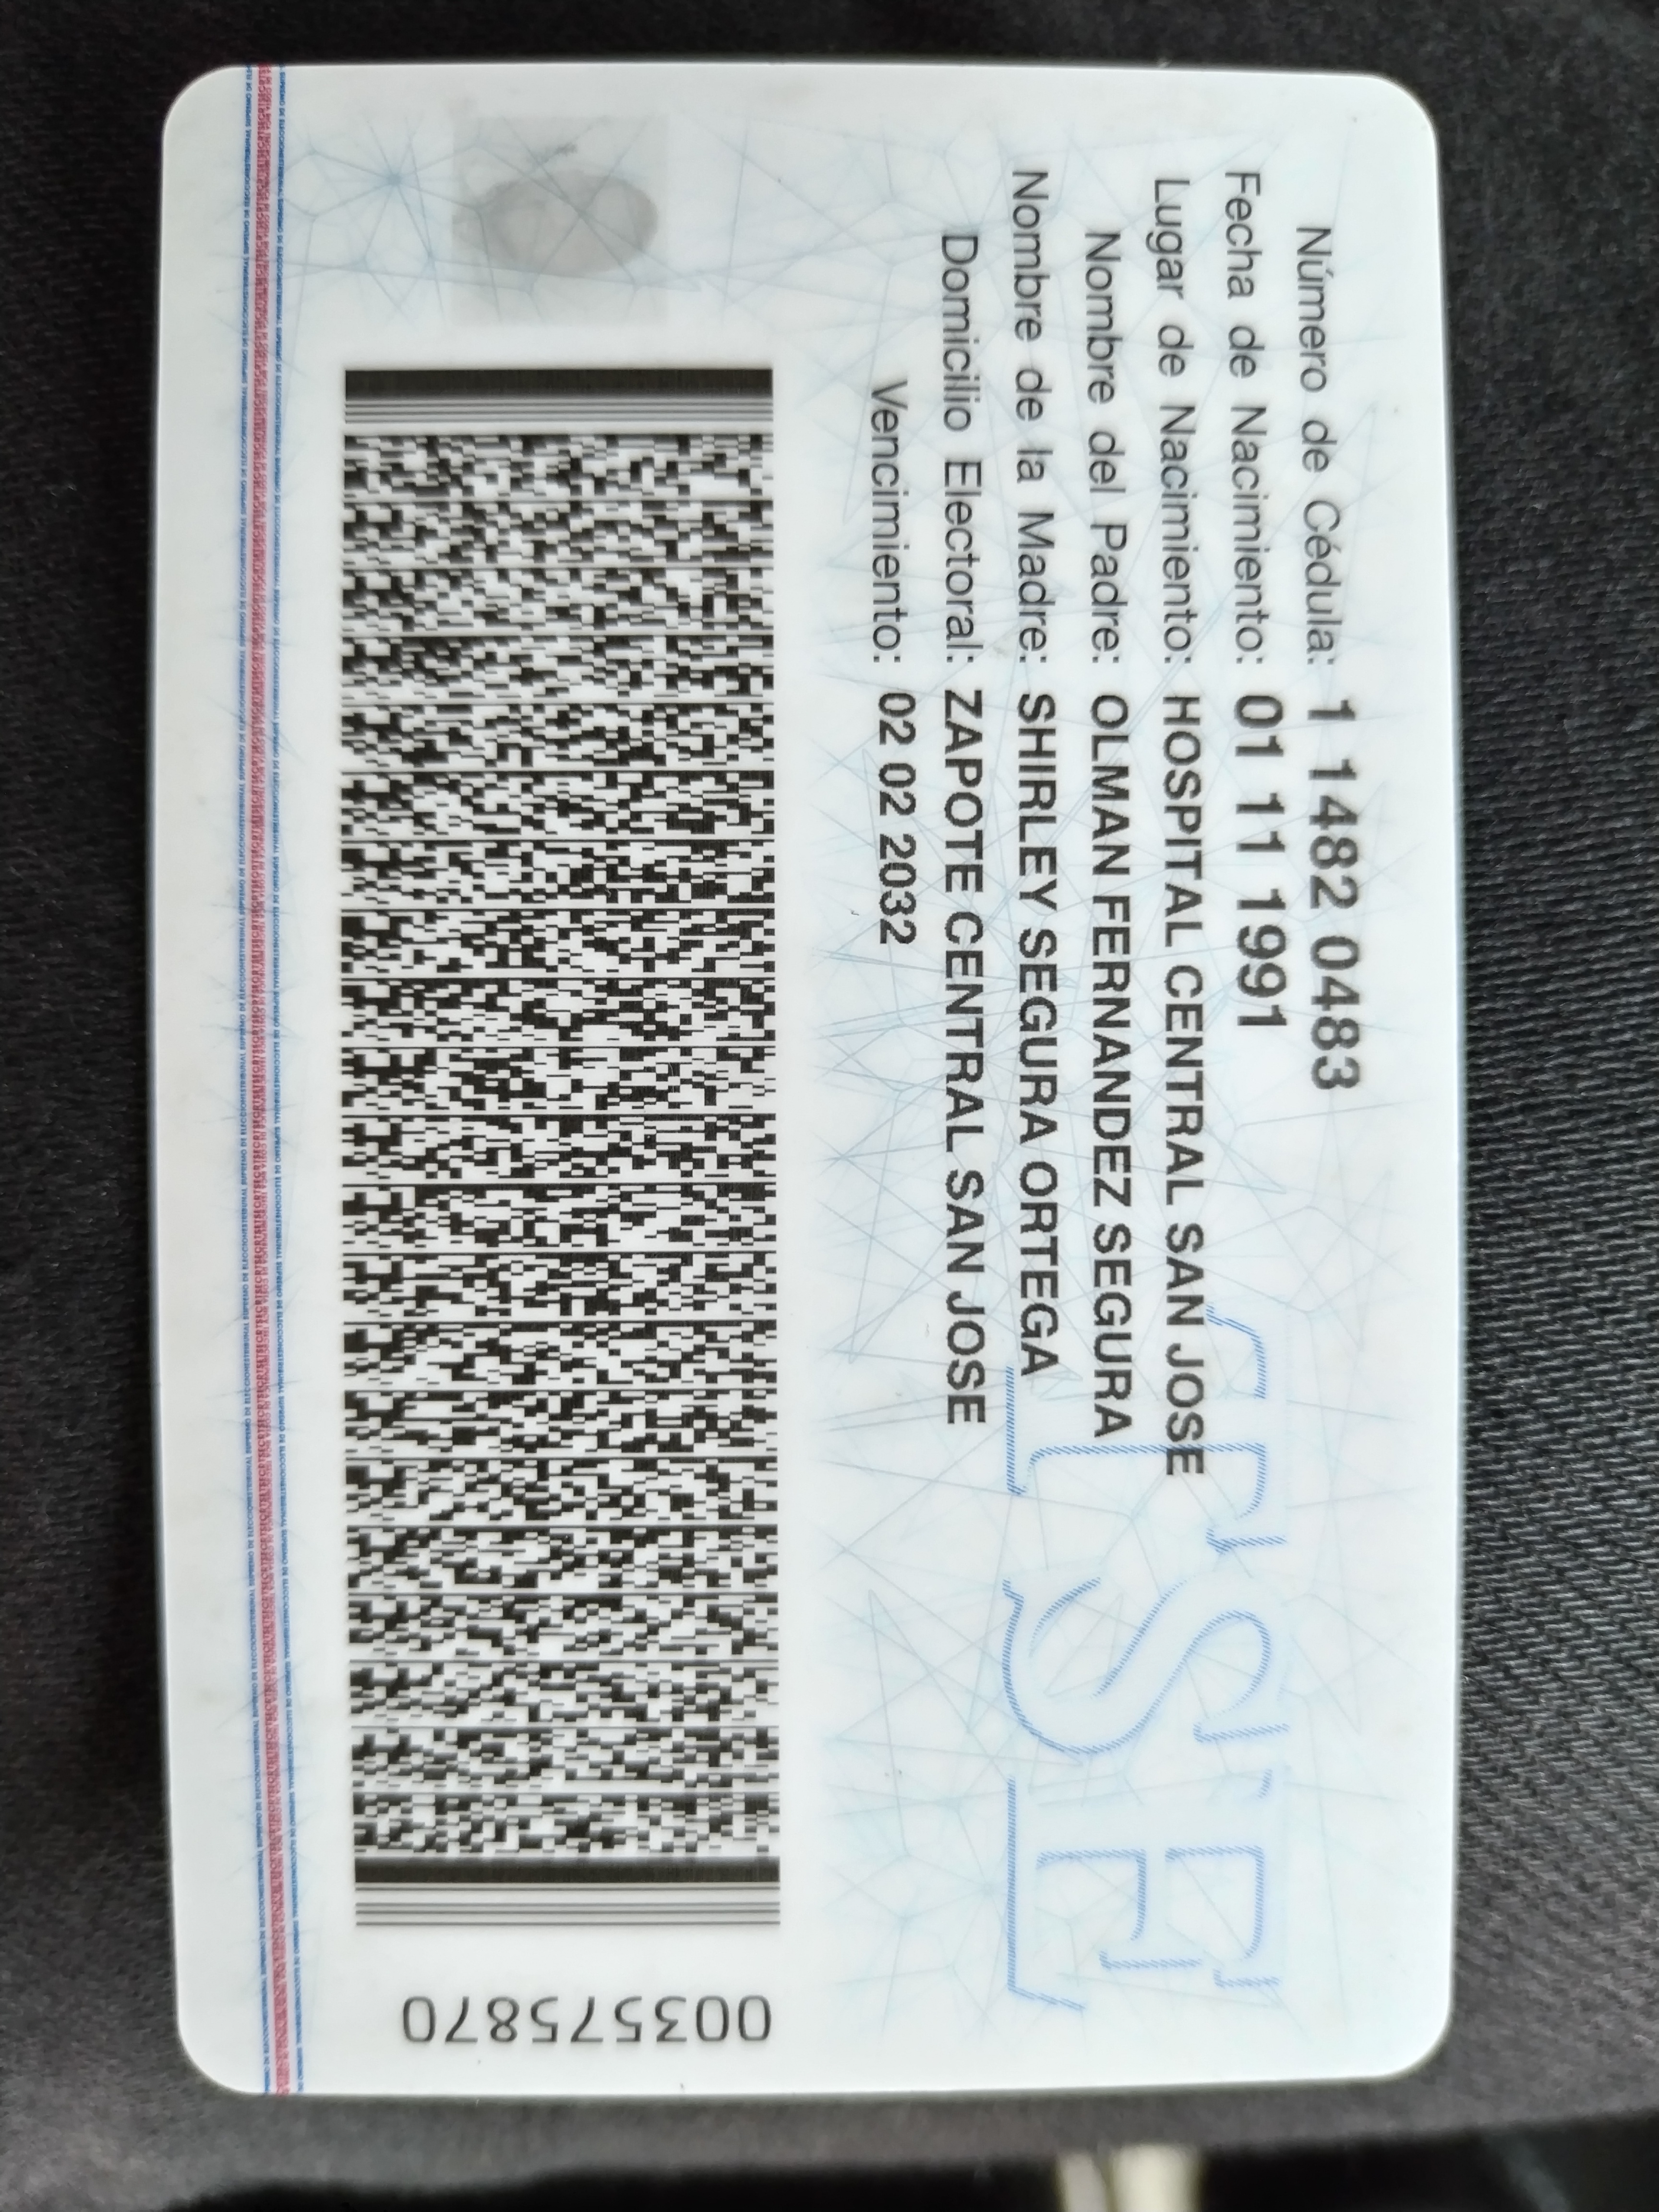 Número de Cédula: 1 1482 0483
Fecha de Nacimiento: 01 11 1991
Lugar de Nacimiento: HOSPITAL CENTRAL SAN JOSE
Nombre del Padre: OLMAN FERNANDEZ SEGURA
Nombre de la Madre: SHIRLEY SEGURA ORTEGA
Domicilio Electoral: ZAPOTE CENTRAL SAN JOSE
Vencimiento: 02 02 2032
TSE
003575870